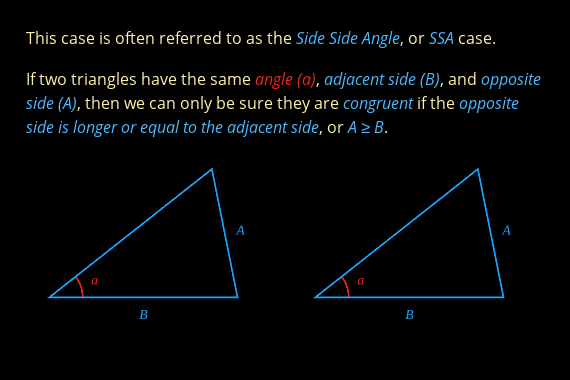 This case is often referred to as the Side Side Angle, or SSA case.
If two triangles have the same angle (a), adjacent side (B), and opposite
side (A), then we can only be sure they are congruent if the opposite
side is longer or equal to the adjacent side, or A ≥ B.
A A
a a
B B